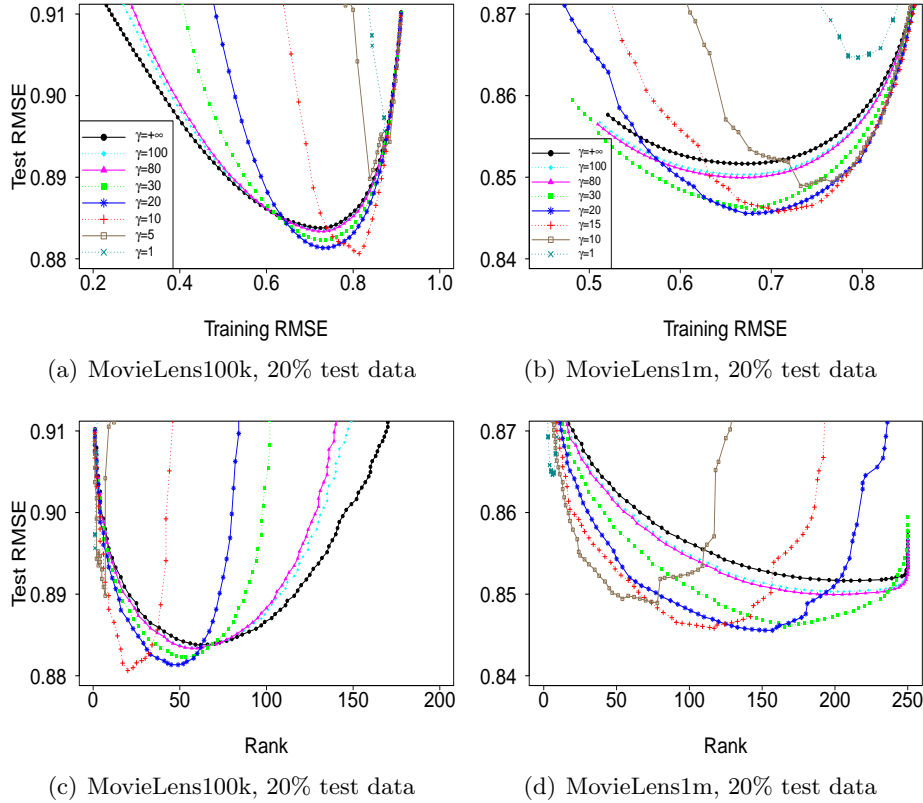 0.91
0.90
0.89
0.88
Test RMSE
γ=+∞
γ=100
γ=80
γ=30
γ=20
γ=10
γ=5
γ=1
0.2 0.4 0.6 0.8 1.0
Training RMSE
(a) MovieLens100k, 20% test data
0.87
0.86
0.85
0.84
γ=+∞
γ=100
γ=80
γ=30
γ=20
γ=15
γ=10
γ=1
0.5 0.6 0.7 0.8
Training RMSE
(b) MovieLens1m, 20% test data
0.91
0.90
0.89
0.88
Test RMSE
0 50 100 150 200
Rank
(c) MovieLens100k, 20% test data
0.87
0.86
0.85
0.84
0 50 100 150 200 250
Rank
(d) MovieLens1m, 20% test data